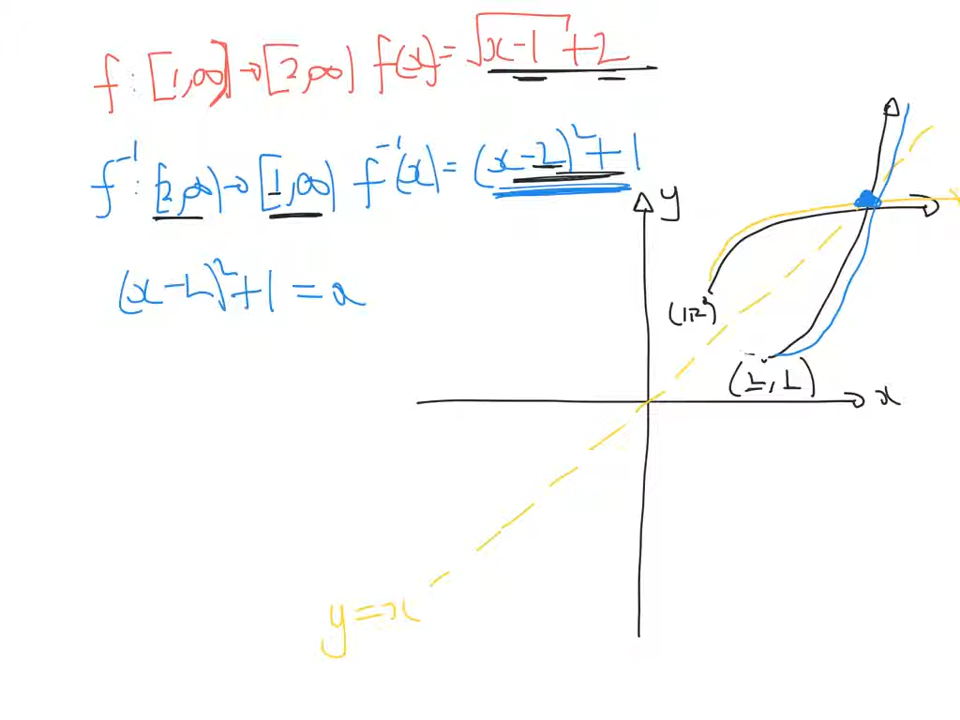 f : [1,∞) → [2,∞) f(x) = √x-1 + 2
f⁻¹ : [2,∞) → [1,∞) f⁻¹(x) = (x-2)² + 1
(x-2)² + 1 = x
y
(1,2)
(2,1)
x
y = x